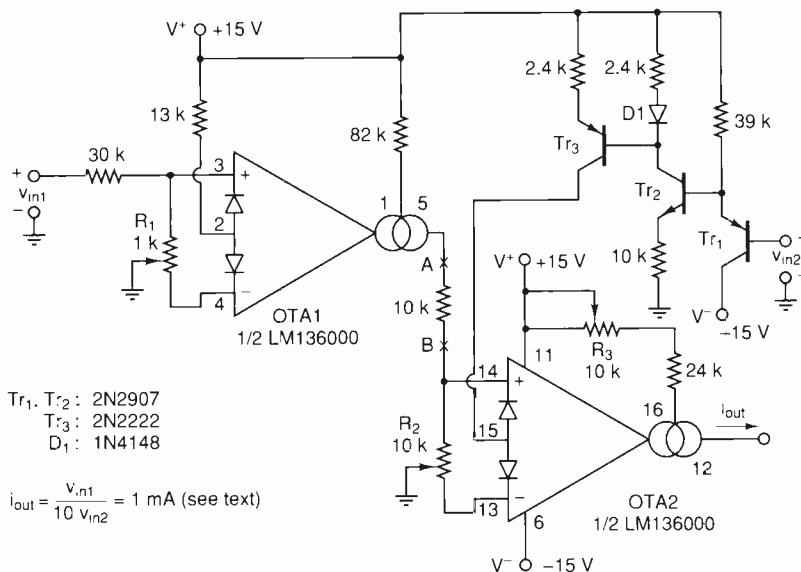 V+ +15 V
13 k
82 k
2.4 k
2.4 k
D1
39 k
Tr3
Tr2
Tr1
10 k
30 k
+
vin1
-
R1
1 k
3
+
2
-
4
1 5
OTA1
1/2 LM136000
A
10 k
B
+
vin2
-
V- -15 V
V+ +15 V
11
R3
10 k
24 k
R2
10 k
14
+
15
-
13
6
16
12
iout
OTA2
1/2 LM136000
V- -15 V
Tr1. Tr2: 2N2907
Tr3: 2N2222
D1: 1N4148
iout = vin1 / 10 vin2 = 1 mA (see text)